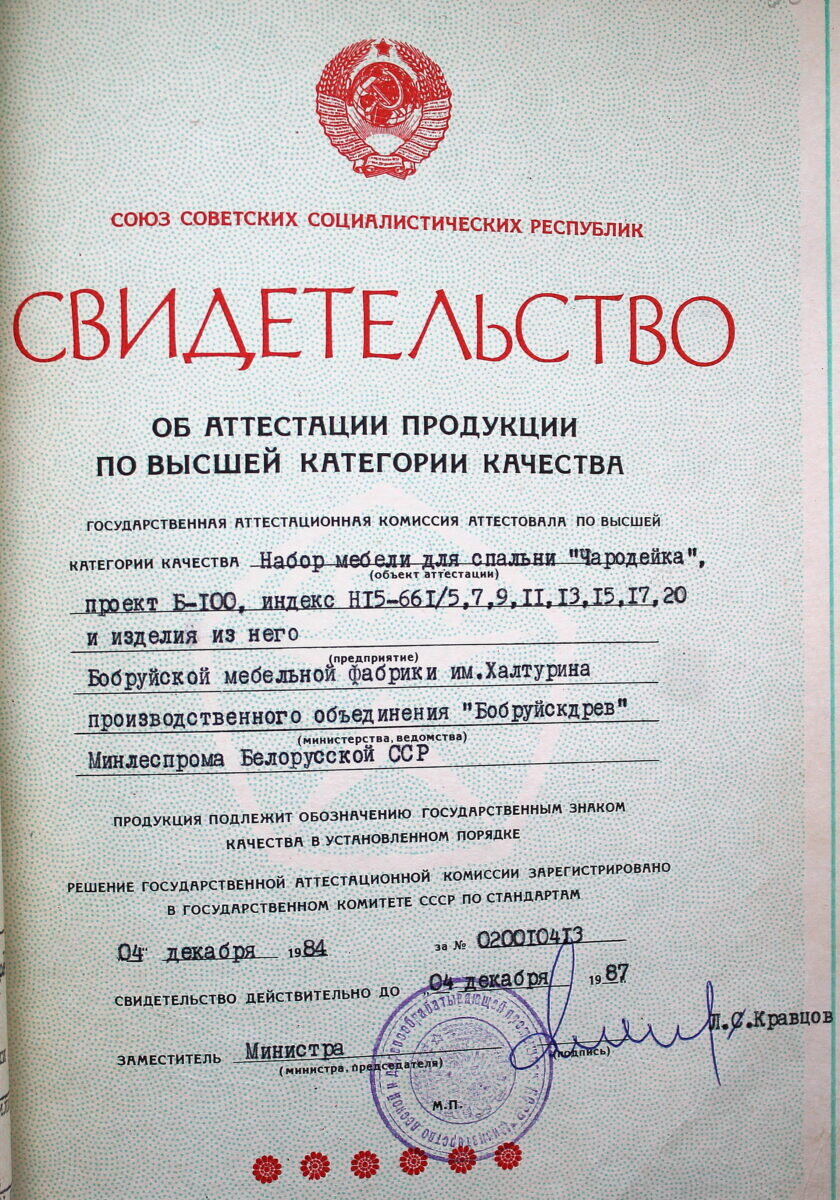 СОЮЗ СОВЕТСКИХ СОЦИАЛИСТИЧЕСКИХ РЕСПУБЛИК
СВИДЕТЕЛЬСТВО
ОБ АТТЕСТАЦИИ ПРОДУКЦИИ
ПО ВЫСШЕЙ КАТЕГОРИИ КАЧЕСТВА
ГОСУДАРСТВЕННАЯ АТТЕСТАЦИОННАЯ КОМИССИЯ АТТЕСТОВАЛА ПО ВЫСШЕЙ
КАТЕГОРИИ КАЧЕСТВА Набор мебели для спальни "Чародейка",
(объект аттестации)
проект Б-100, индекс Н15-661/5,7,9,11,13,15,17,20
и изделия из него
(предприятие)
Бобруйской мебельной фабрики им.Халтурина
производственного объединения "Бобруйскдрев"
(министерства, ведомства)
Минлеспрома Белорусской ССР
ПРОДУКЦИЯ ПОДЛЕЖИТ ОБОЗНАЧЕНИЮ ГОСУДАРСТВЕННЫМ ЗНАКОМ
КАЧЕСТВА В УСТАНОВЛЕННОМ ПОРЯДКЕ
РЕШЕНИЕ ГОСУДАРСТВЕННОЙ АТТЕСТАЦИОННОЙ КОМИССИИ ЗАРЕГИСТРИРОВАНО
В ГОСУДАРСТВЕННОМ КОМИТЕТЕ СССР ПО СТАНДАРТАМ
"04" декабря 1984 за № 020010413
СВИДЕТЕЛЬСТВО ДЕЙСТВИТЕЛЬНО ДО "04 декабря 1987 г.
ЗАМЕСТИТЕЛЬ Министра Л.С.Кравцов
(министра, председателя) (подпись)
М.П.